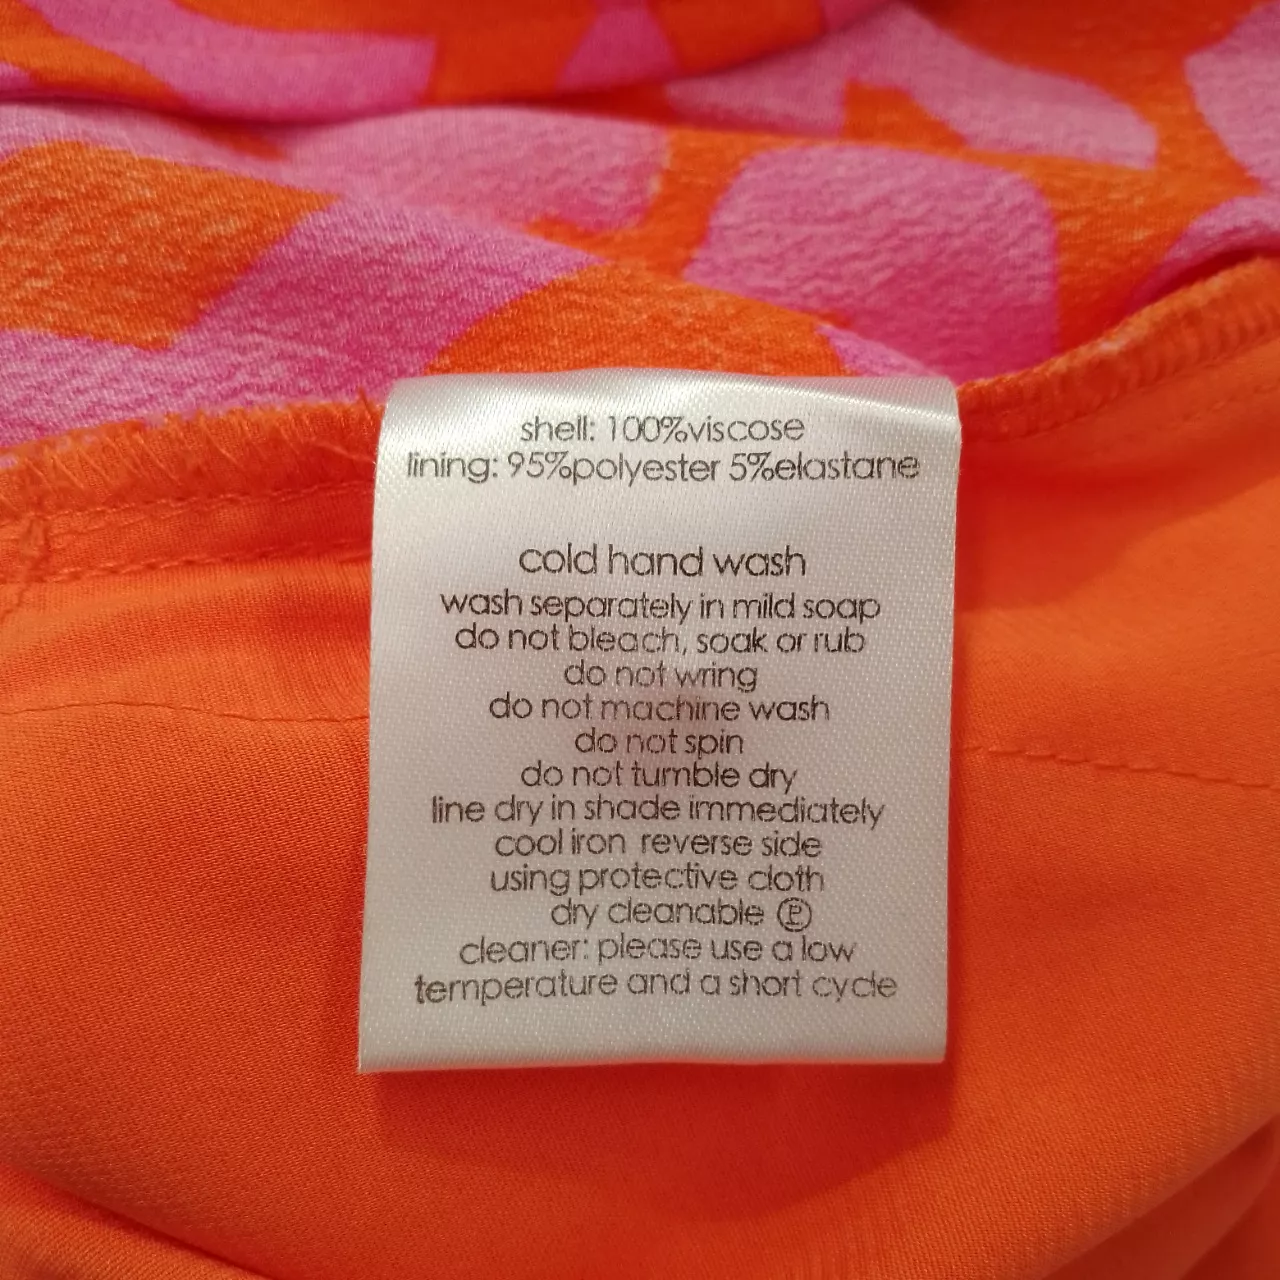 shell: 100%viscose
lining: 95%polyester 5%elastane
cold hand wash
wash separately in mild soap
do not bleach, soak or rub
do not wring
do not machine wash
do not spin
do not tumble dry
line dry in shade immediately
cool iron reverse side
using protective cloth
dry cleanable Ⓟ
cleaner: please use a low
temperature and a short cycle